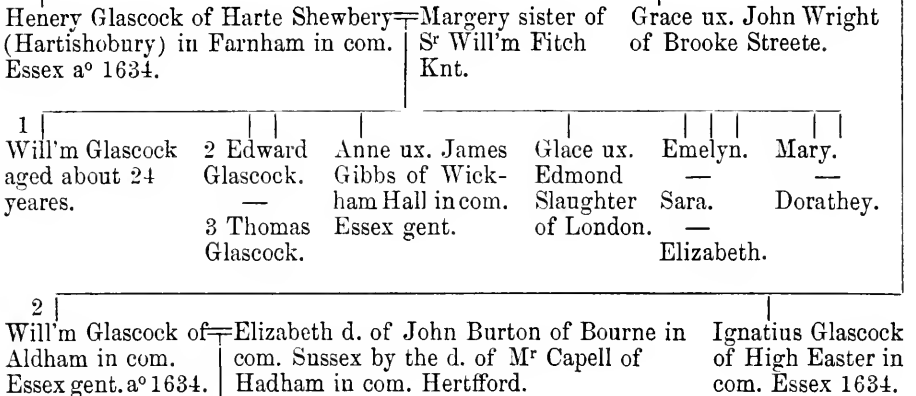 Henery Glascock of Harte Shewbery
(Hartishobury) in Farnham in com.
Essex aº 1634.
Margery sister of
Sʳ Will'm Fitch
Knt.
Grace ux. John Wright
of Brooke Streete.
1
Will'm Glascock
aged about 24
yeares.
2 Edward
Glascock.
—
3 Thomas
Glascock.
Anne ux. James
Gibbs of Wick-
ham Hall in com.
Essex gent.
Glace ux.
Edmond
Slaughter
of London.
Emelyn.
—
Sara.
—
Elizabeth.
Mary.
—
Dorathey.
2
Will'm Glascock of
Aldham in com.
Essex gent. aº 1634.
Elizabeth d. of John Burton of Bourne in
com. Sussex by the d. of Mʳ Capell of
Hadham in com. Hertfford.
Ignatius Glascock
of High Easter in
com. Essex 1634.